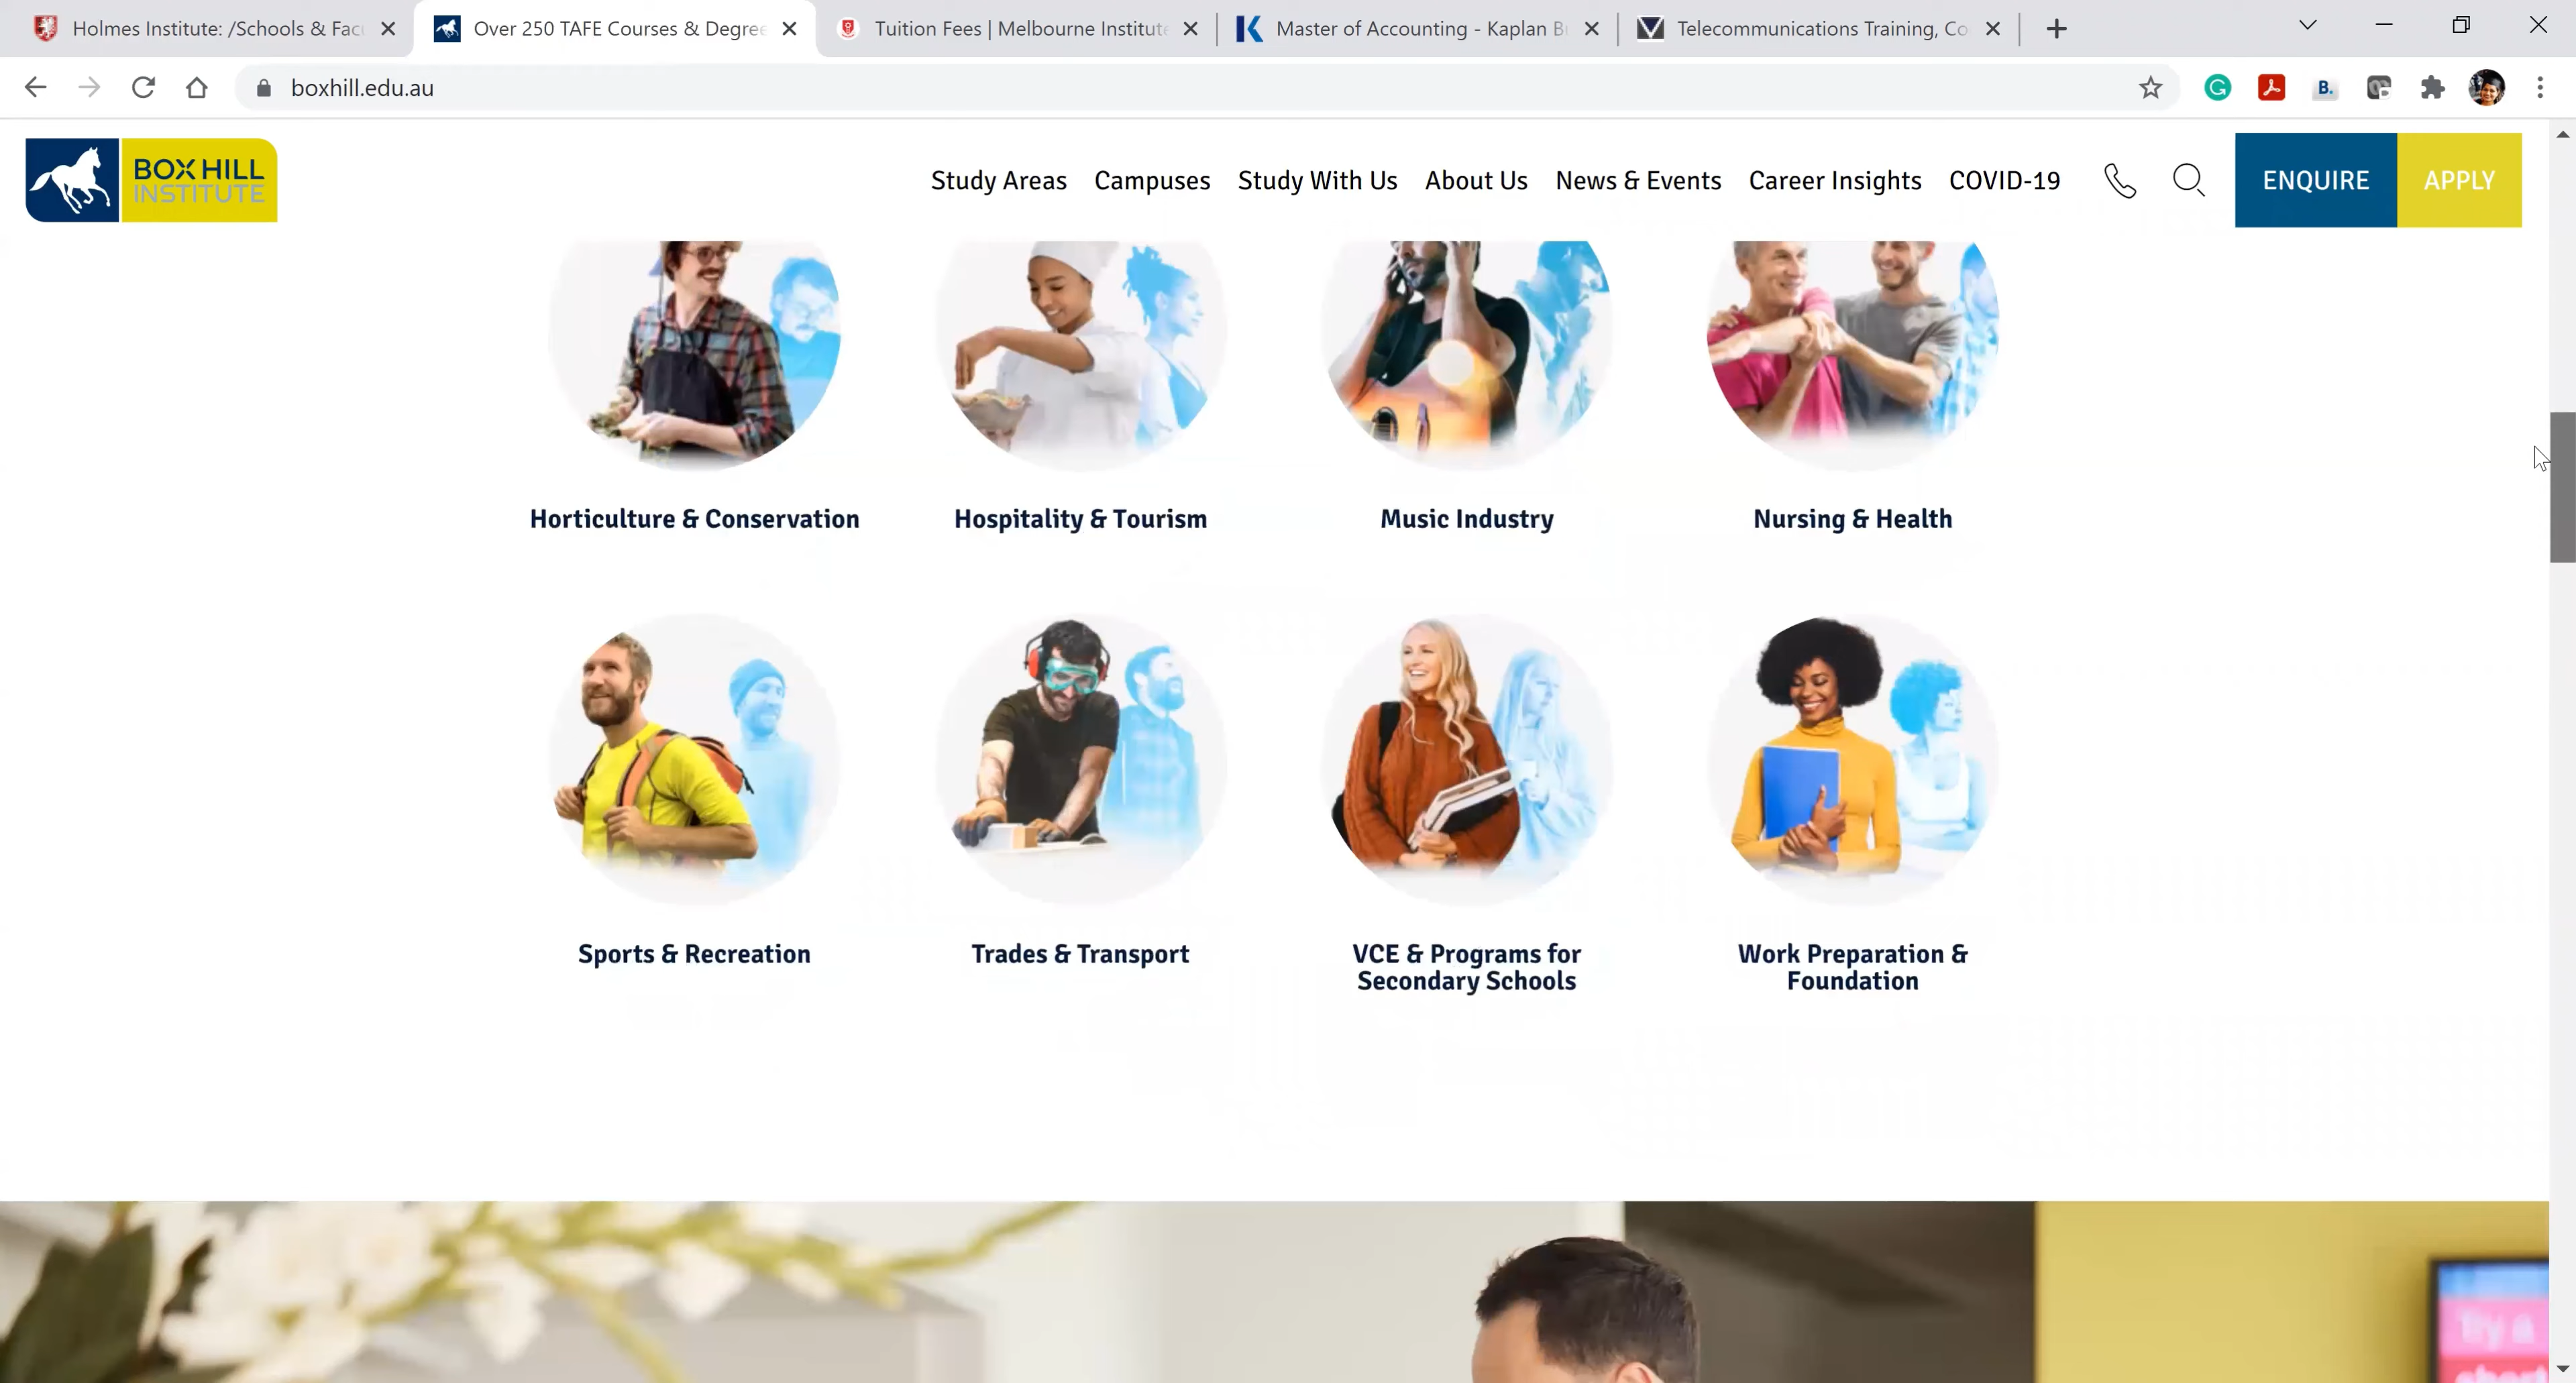 Holmes Institute: /Schools & Facu
Over 250 TAFE Courses & Degree
Tuition Fees | Melbourne Institute
Master of Accounting - Kaplan Bu
Telecommunications Training, Co
boxhill.edu.au
BOX HILL
INSTITUTE
Study Areas
Campuses
Study With Us
About Us
News & Events
Career Insights
COVID-19
ENQUIRE
APPLY
Horticulture & Conservation
Hospitality & Tourism
Music Industry
Nursing & Health
Sports & Recreation
Trades & Transport
VCE & Programs for
Secondary Schools
Work Preparation &
Foundation
Try a